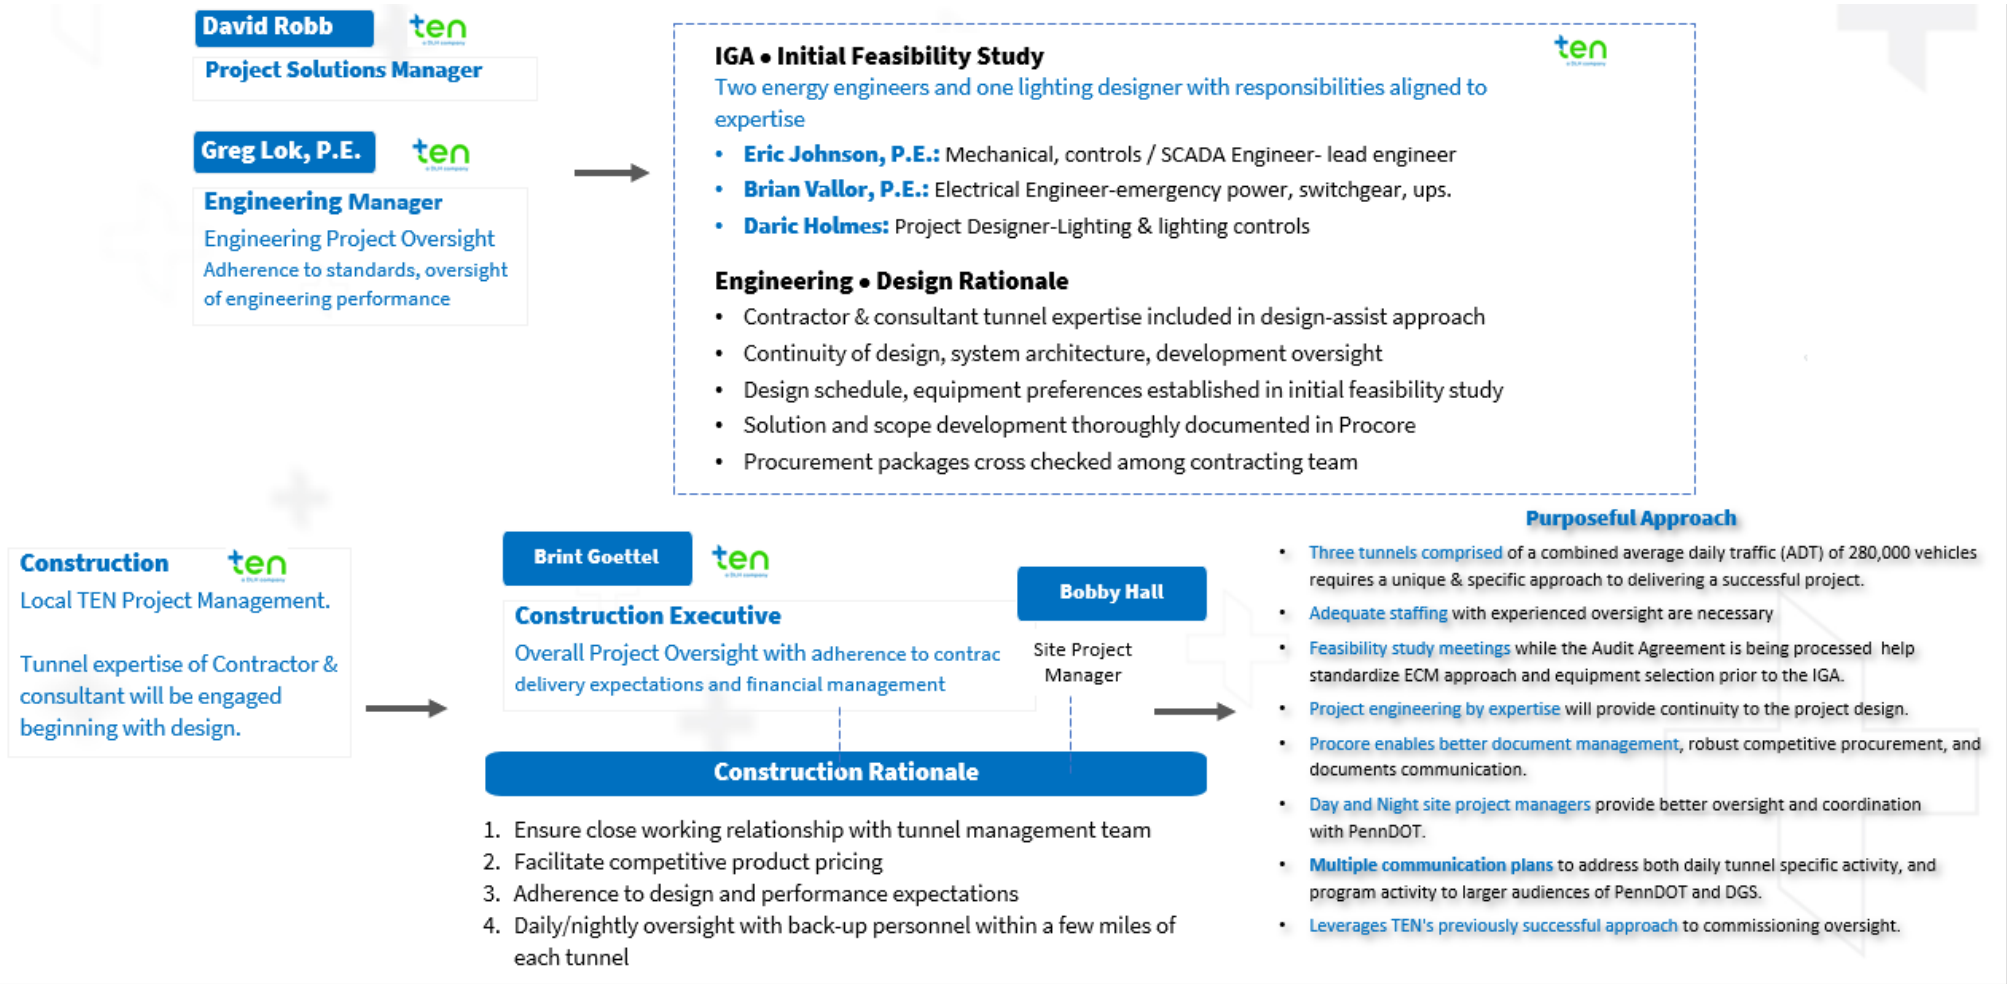 David Robb
ten
a DLH company
Project Solutions Manager
Greg Lok, P.E.
ten
a DLH company
Engineering Manager
Engineering Project Oversight
Adherence to standards, oversight
of engineering performance
ten
a DLH company
IGA • Initial Feasibility Study
Two energy engineers and one lighting designer with responsibilities aligned to
expertise
• Eric Johnson, P.E.: Mechanical, controls / SCADA Engineer- lead engineer
• Brian Vallor, P.E.: Electrical Engineer-emergency power, switchgear, ups.
• Daric Holmes: Project Designer-Lighting & lighting controls
Engineering • Design Rationale
• Contractor & consultant tunnel expertise included in design-assist approach
• Continuity of design, system architecture, development oversight
• Design schedule, equipment preferences established in initial feasibility study
• Solution and scope development thoroughly documented in Procore
• Procurement packages cross checked among contracting team
Construction
ten
a DLH company
Local TEN Project Management.
Tunnel expertise of Contractor &
consultant will be engaged
beginning with design.
Brint Goettel
ten
a DLH company
Construction Executive
Overall Project Oversight with adherence to contrac
delivery expectations and financial management
Bobby Hall
Site Project
Manager
Construction Rationale
1. Ensure close working relationship with tunnel management team
2. Facilitate competitive product pricing
3. Adherence to design and performance expectations
4. Daily/nightly oversight with back-up personnel within a few miles of
each tunnel
Purposeful Approach
• Three tunnels comprised of a combined average daily traffic (ADT) of 280,000 vehicles
requires a unique & specific approach to delivering a successful project.
• Adequate staffing with experienced oversight are necessary
• Feasibility study meetings while the Audit Agreement is being processed help
standardize ECM approach and equipment selection prior to the IGA.
• Project engineering by expertise will provide continuity to the project design.
• Procore enables better document management, robust competitive procurement, and
documents communication.
• Day and Night site project managers provide better oversight and coordination
with PennDOT.
• Multiple communication plans to address both daily tunnel specific activity, and
program activity to larger audiences of PennDOT and DGS.
• Leverages TEN's previously successful approach to commissioning oversight.